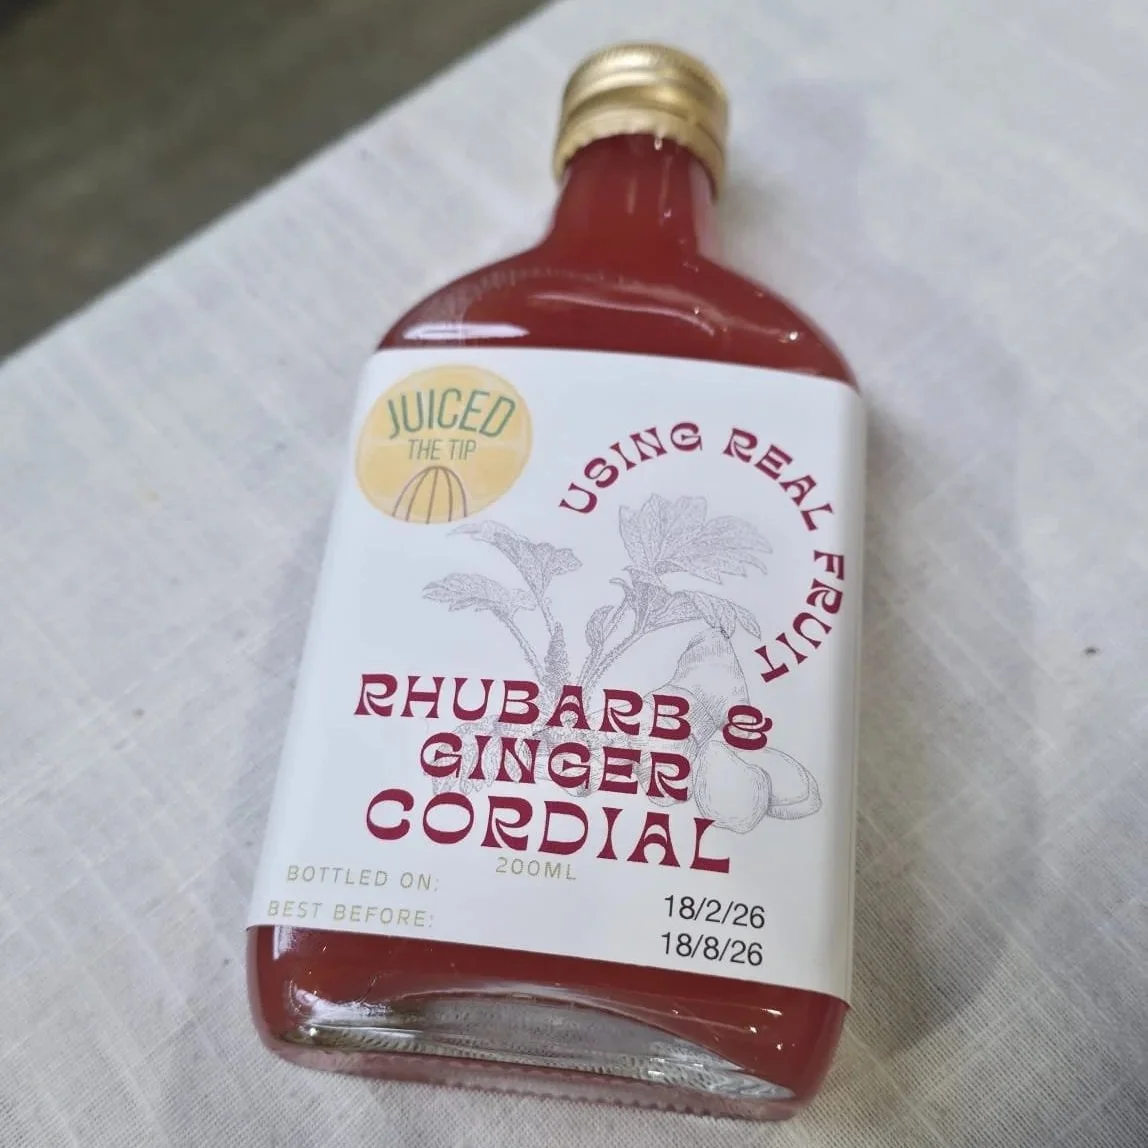 JUICED
THE TIP
USING REAL FRUIT
RHUBARB &
GINGER
CORDIAL
200ML
BOTTLED ON: 18/2/26
BEST BEFORE: 18/8/26